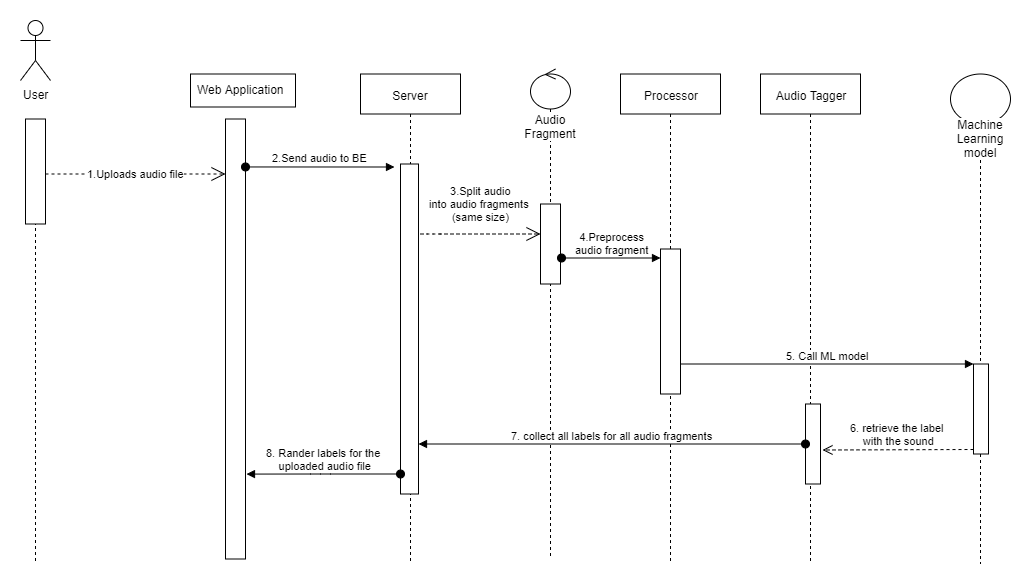 User
Web Application
Server
Audio
Fragment
Processor
Audio Tagger
Machine
Learning
model
1.Uploads audio file
2.Send audio to BE
3.Split audio
into audio fragments
(same size)
4.Preprocess
audio fragment
5. Call ML model
6. retrieve the label
with the sound
7. collect all labels for all audio fragments
8. Rander labels for the
uploaded audio file